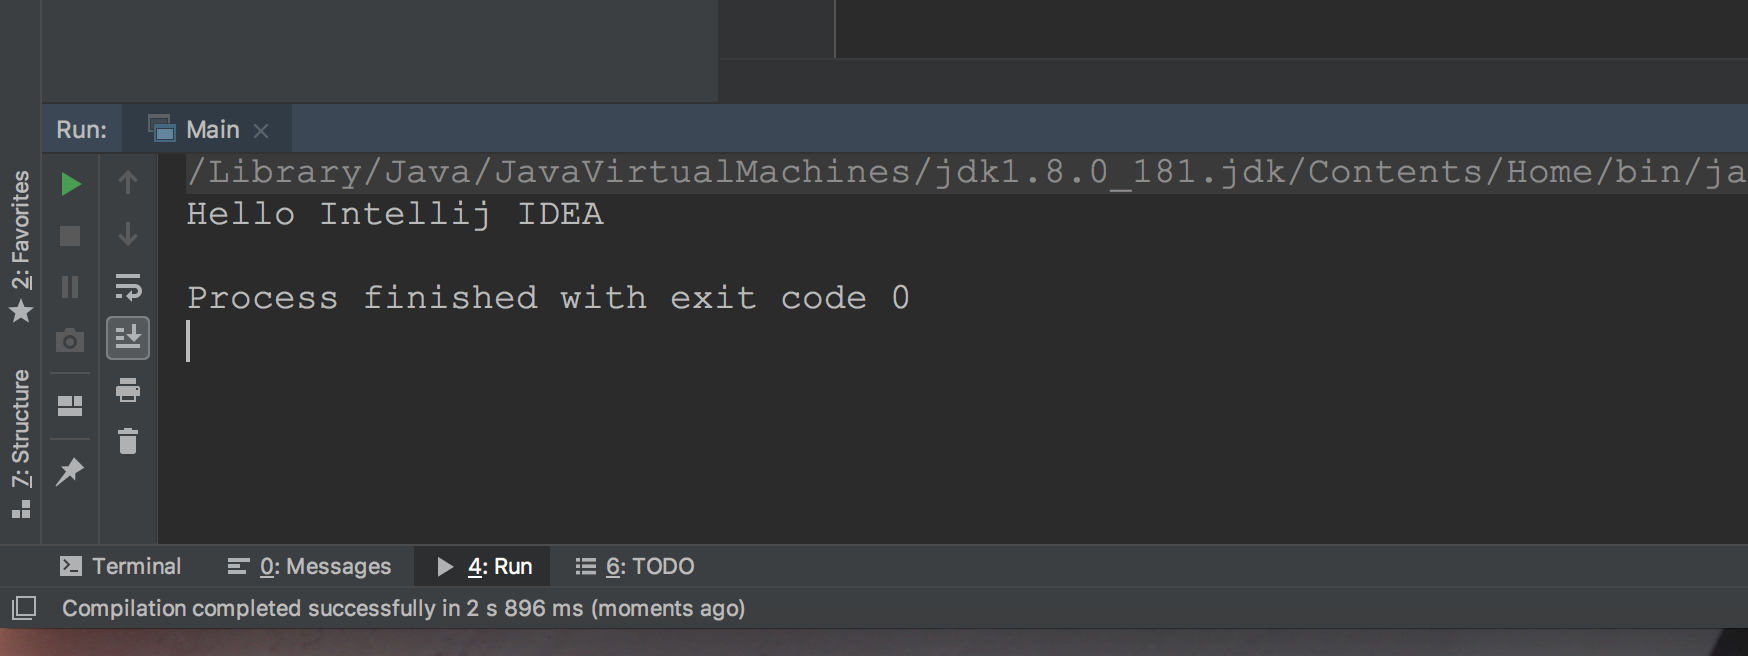 Run: Main
/Library/Java/JavaVirtualMachines/jdk1.8.0_181.jdk/Contents/Home/bin/ja
Hello Intellij IDEA
Process finished with exit code 0
2: Favorites
7: Structure
Terminal 0: Messages 4: Run 6: TODO
Compilation completed successfully in 2 s 896 ms (moments ago)